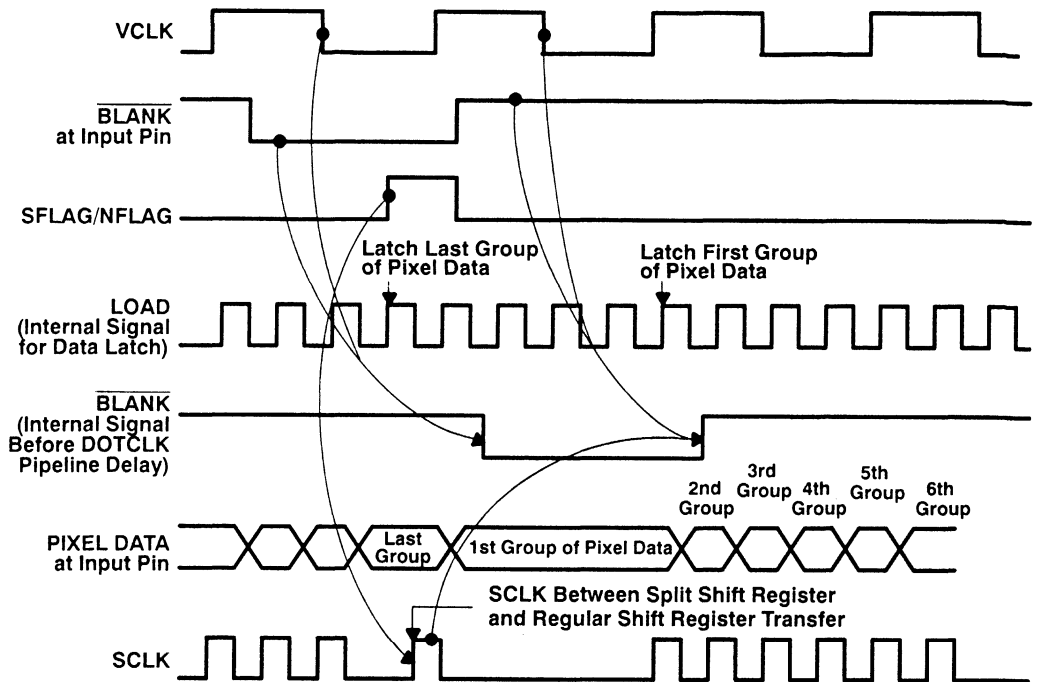 VCLK
BLANK
at Input Pin
SFLAG/NFLAG
Latch Last Group
of Pixel Data
Latch First Group
of Pixel Data
LOAD
(Internal Signal
for Data Latch)
BLANK
(Internal Signal
Before DOTCLK
Pipeline Delay)
2nd
Group
3rd
Group
4th
Group
5th
Group
6th
Group
PIXEL DATA
at Input Pin
Last
Group
1st Group of Pixel Data
SCLK Between Split Shift Register
and Regular Shift Register Transfer
SCLK